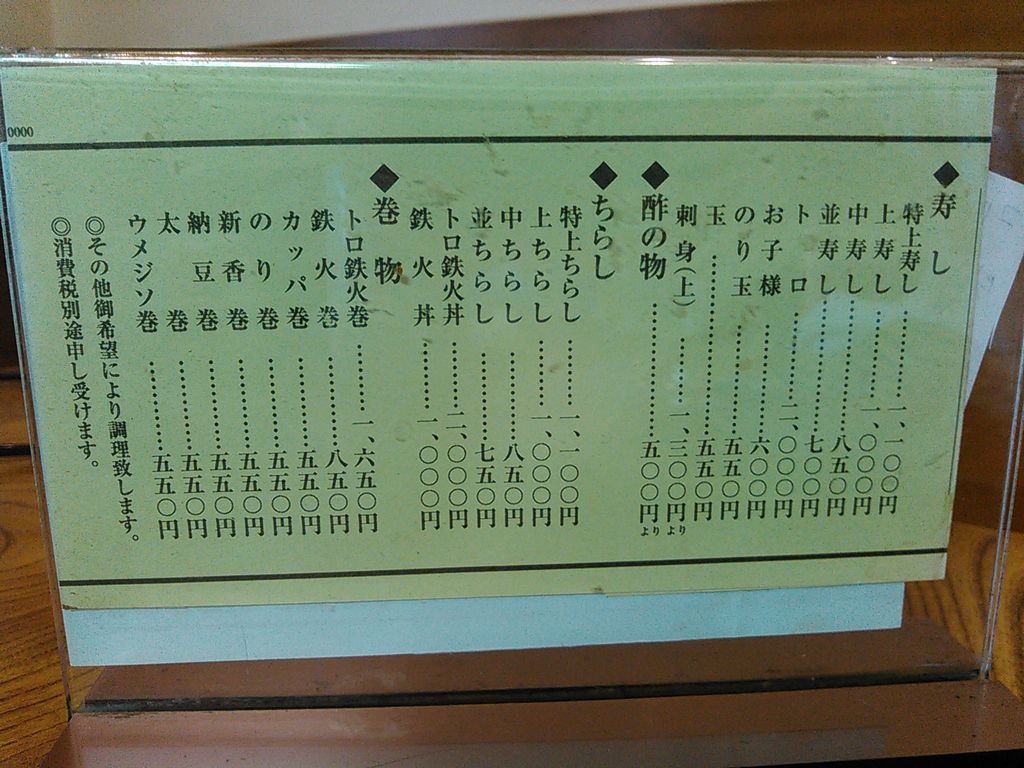 0000
◆寿し
特上寿し…………一、一〇〇円
上寿し…………一、〇〇〇円
中寿し…………八五〇円
並寿し…………七〇〇円
トロ…………二、〇〇〇円
お子様…………六〇〇円
のり玉…………五五〇円
玉…………五五〇円
刺身(上)…………一、三〇〇円より
◆酢の物…………五〇〇円より
◆ちらし
特上ちらし…………一、一〇〇円
上ちらし…………一、〇〇〇円
中ちらし…………八五〇円
並ちらし…………七五〇円
トロ鉄火丼…………二、〇〇〇円
鉄火丼…………一、〇〇〇円
◆巻物
トロ鉄火巻…………一、六五〇円
鉄火巻…………八五〇円
カッパ巻…………五五〇円
のり巻…………五五〇円
新香巻…………五五〇円
納豆巻…………五五〇円
太巻…………五五〇円
ウメジソ巻…………五五〇円
◎その他御希望により調理致します。
◎消費税別途申し受けます。